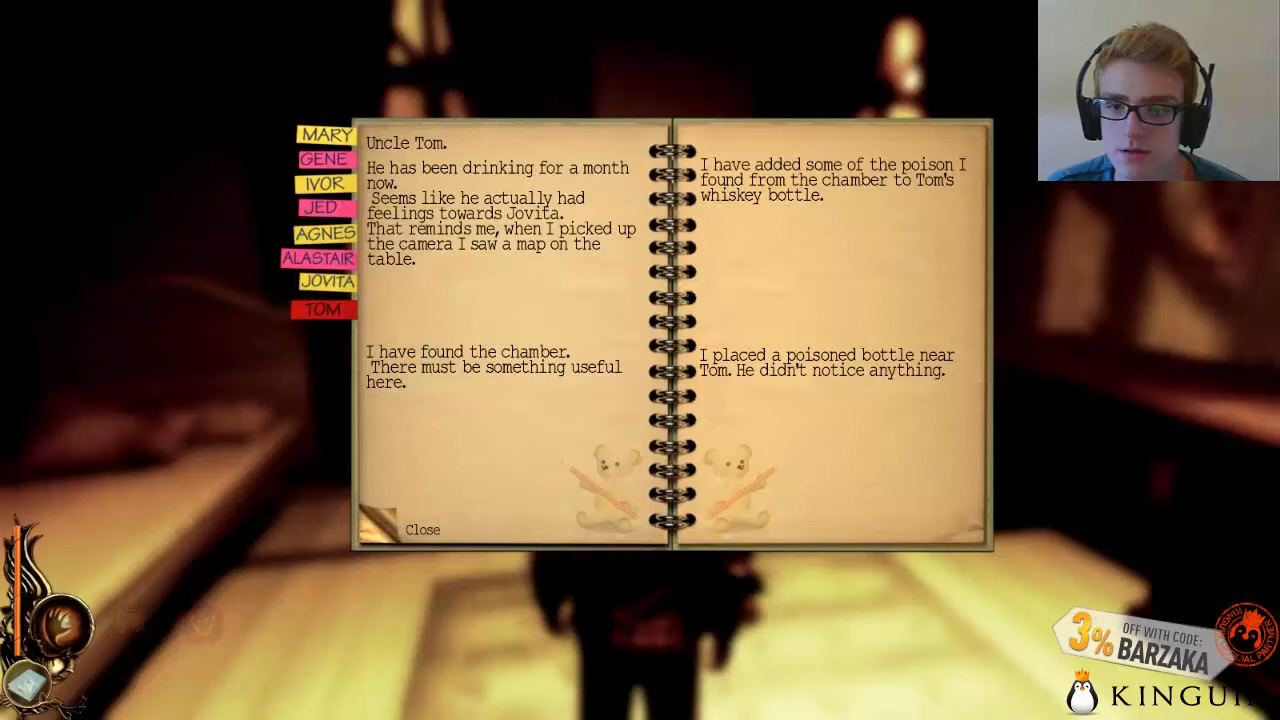 MARY
GENE
IVOR
JED
AGNES
ALASTAIR
JOVITA
TOM
Uncle Tom.
He has been drinking for a month
now.
Seems like he actually had
feelings towards Jovita.
That reminds me, when I picked up
the camera I saw a map on the
table.
I have found the chamber.
There must be something useful
here.
Close
I have added some of the poison I
found from the chamber to Tom's
whiskey bottle.
I placed a poisoned bottle near
Tom. He didn't notice anything.
3% OFF WITH CODE:
BARZAKA